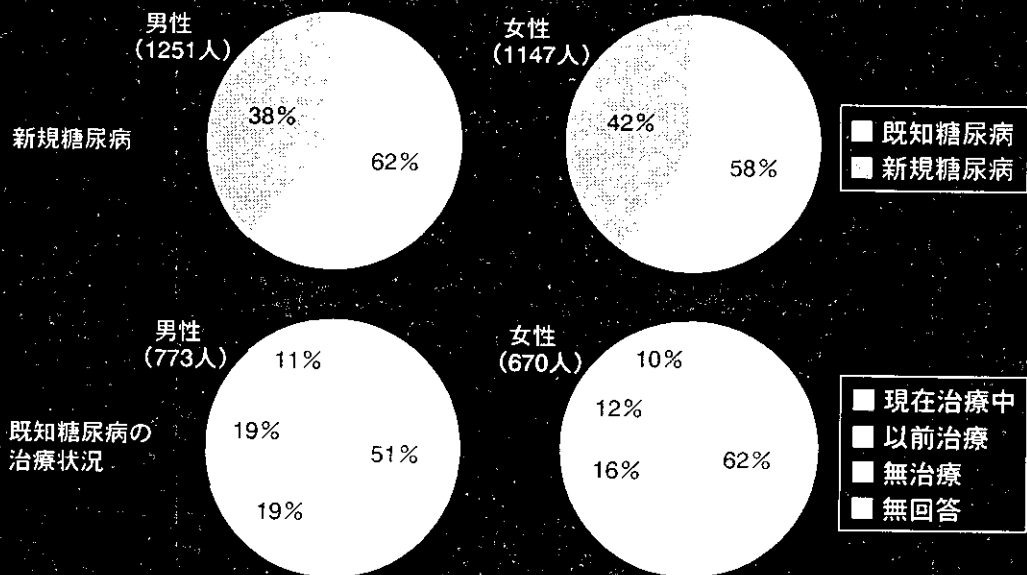 男性
(1251人)
38%
62%
女性
(1147人)
42%
58%
新規糖尿病
■ 既知糖尿病
■ 新規糖尿病
男性
(773人)
11%
19%
51%
19%
女性
(670人)
10%
12%
16%
62%
既知糖尿病の
治療状況
■ 現在治療中
■ 以前治療
■ 無治療
■ 無回答